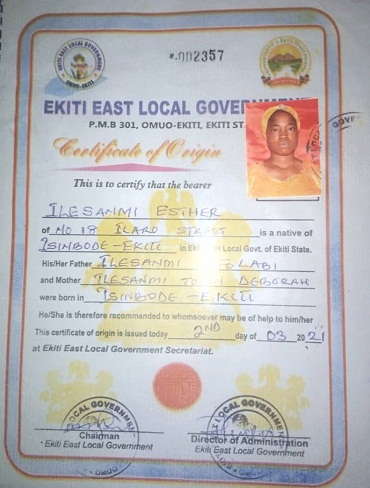 № 002357
EKITI EAST LOCAL GOVERNMENT
P.M.B 301, OMUO-EKITI, EKITI ST
Certificate of Origin
This is to certify that the bearer
ILESANMI ESTHER
of NO 18 ILARO STREET is a native of
ISINBODE-EKITI in Ekiti East Local Govt. of Ekiti State.
His/Her Father ILESANMI LABI
and Mother ILESANMI DEBORAH
were born in ISINBODE-EKITI
He/She is therefore recommended to whomsoever may be of help to him/her
This certificate of origin is issued today 2ND day of 03 2021
at Ekiti East Local Government Secretariat.
Chairman
Ekiti East Local Government
Director of Administration
Ekiti East Local Government